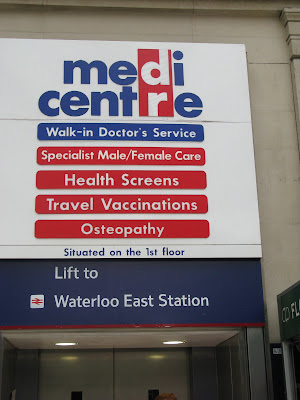 medi
centre
Walk-in Doctor's Service
Specialist Male/Female Care
Health Screens
Travel Vaccinations
Osteopathy
Situated on the 1st floor
Lift to
Waterloo East Station
FL